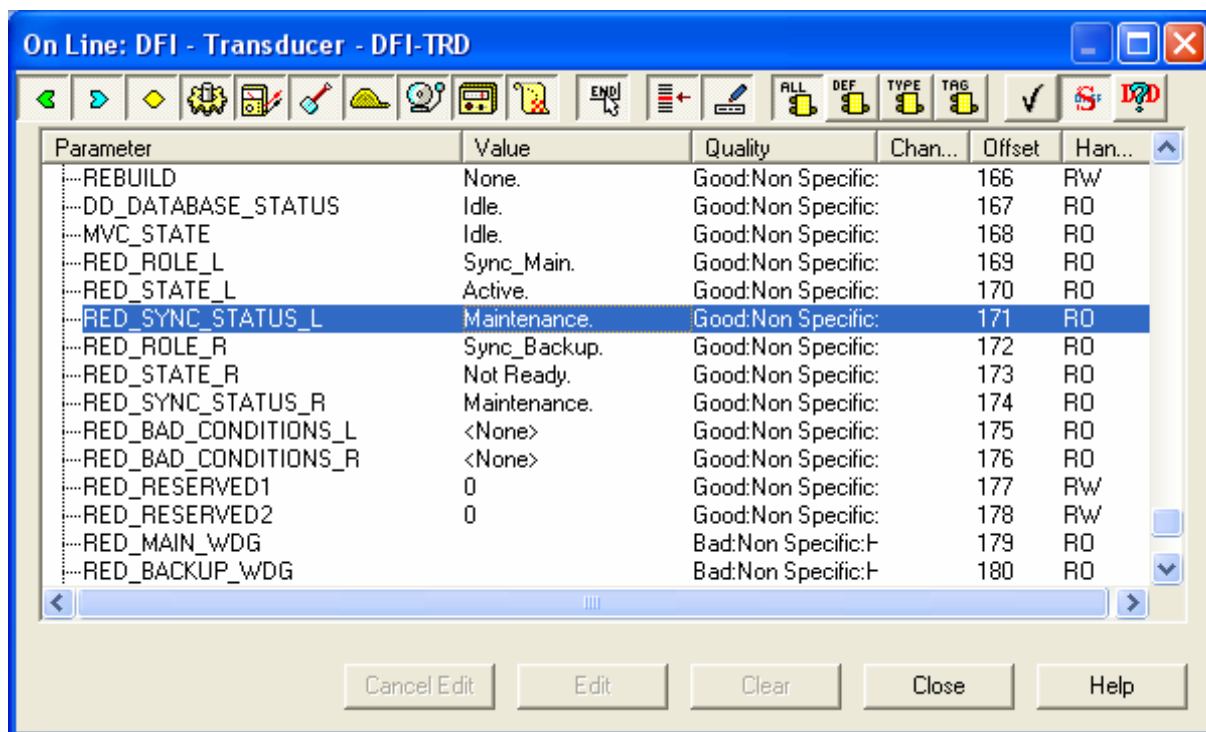 On Line: DFI - Transducer - DFI-TRD
END ALL DEF TYPE TAG S DD
Parameter Value Quality Chan... Offset Han...
REBUILD None. Good:Non Specific: 166 RW
DD_DATABASE_STATUS Idle. Good:Non Specific: 167 RO
MVC_STATE Idle. Good:Non Specific: 168 RO
RED_ROLE_L Sync_Main. Good:Non Specific: 169 RO
RED_STATE_L Active. Good:Non Specific: 170 RO
RED_SYNC_STATUS_L Maintenance. Good:Non Specific: 171 RO
RED_ROLE_R Sync_Backup. Good:Non Specific: 172 RO
RED_STATE_R Not Ready. Good:Non Specific: 173 RO
RED_SYNC_STATUS_R Maintenance. Good:Non Specific: 174 RO
RED_BAD_CONDITIONS_L <None> Good:Non Specific: 175 RO
RED_BAD_CONDITIONS_R <None> Good:Non Specific: 176 RO
RED_RESERVED1 0 Good:Non Specific: 177 RW
RED_RESERVED2 0 Good:Non Specific: 178 RW
RED_MAIN_WDG Bad:Non Specific:H 179 RO
RED_BACKUP_WDG Bad:Non Specific:H 180 RO
Cancel Edit Edit Clear Close Help